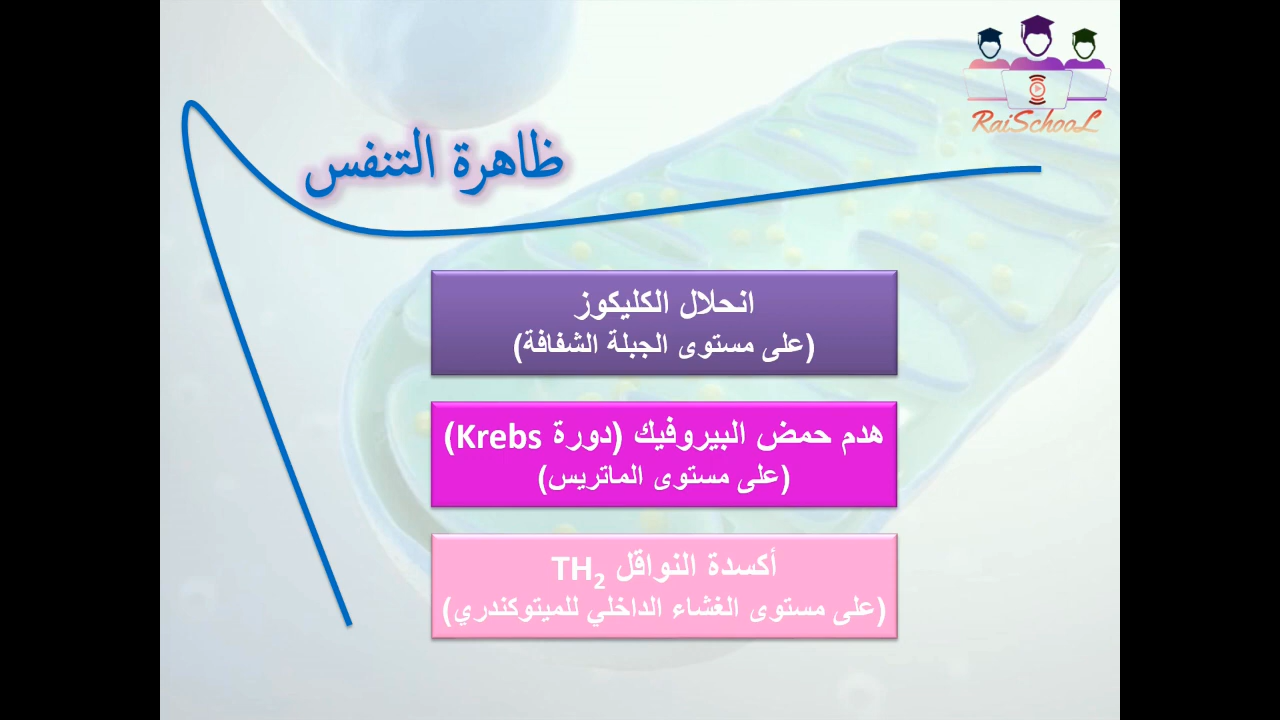 RaiSchooL
ظاهرة التنفس
انحلال الكليكوز
(على مستوى الجبلة الشفافة)
هدم حمض البيروفيك (دورة Krebs)
(على مستوى الماتريس)
أكسدة النواقل TH₂
(على مستوى الغشاء الداخلي للميتوكندري)